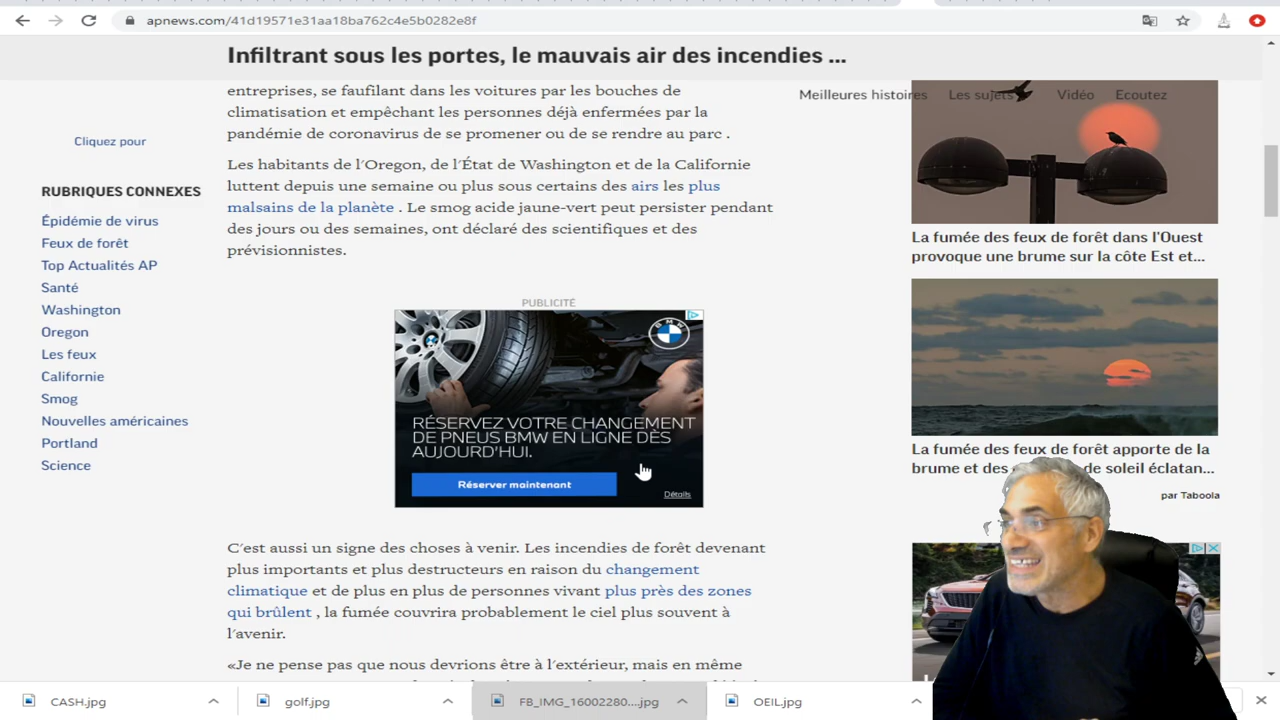 apnews.com/41d19571e31aa18ba762c4e5b0282e8f
Infiltrant sous les portes, le mauvais air des incendies ...
Meilleures histoires
Les sujets
Vidéo
Ecoutez
Cliquez pour
RUBRIQUES CONNEXES
Épidémie de virus
Feux de forêt
Top Actualités AP
Santé
Washington
Oregon
Les feux
Californie
Smog
Nouvelles américaines
Portland
Science
entreprises, se faufilant dans les voitures par les bouches de
climatisation et empêchant les personnes déjà enfermées par la
pandémie de coronavirus de se promener ou de se rendre au parc .
Les habitants de l'Oregon, de l'État de Washington et de la Californie
luttent depuis une semaine ou plus sous certains des airs les plus
malsains de la planète . Le smog acide jaune-vert peut persister pendant
des jours ou des semaines, ont déclaré des scientifiques et des
prévisionnistes.
PUBLICITÉ
BMW
RÉSERVEZ VOTRE CHANGEMENT
DE PNEUS BMW EN LIGNE DÈS
AUJOURD'HUI.
Réserver maintenant
Détails
C'est aussi un signe des choses à venir. Les incendies de forêt devenant
plus importants et plus destructeurs en raison du changement
climatique et de plus en plus de personnes vivant plus près des zones
qui brûlent , la fumée couvrira probablement le ciel plus souvent à
l'avenir.
«Je ne pense pas que nous devrions être à l'extérieur, mais en même
La fumée des feux de forêt dans l'Ouest
provoque une brume sur la côte Est et...
La fumée des feux de forêt apporte de la
brume et des de soleil éclatan...
par Taboola
CASH.jpg
golf.jpg
FB_IMG_16002280....jpg
OEIL.jpg